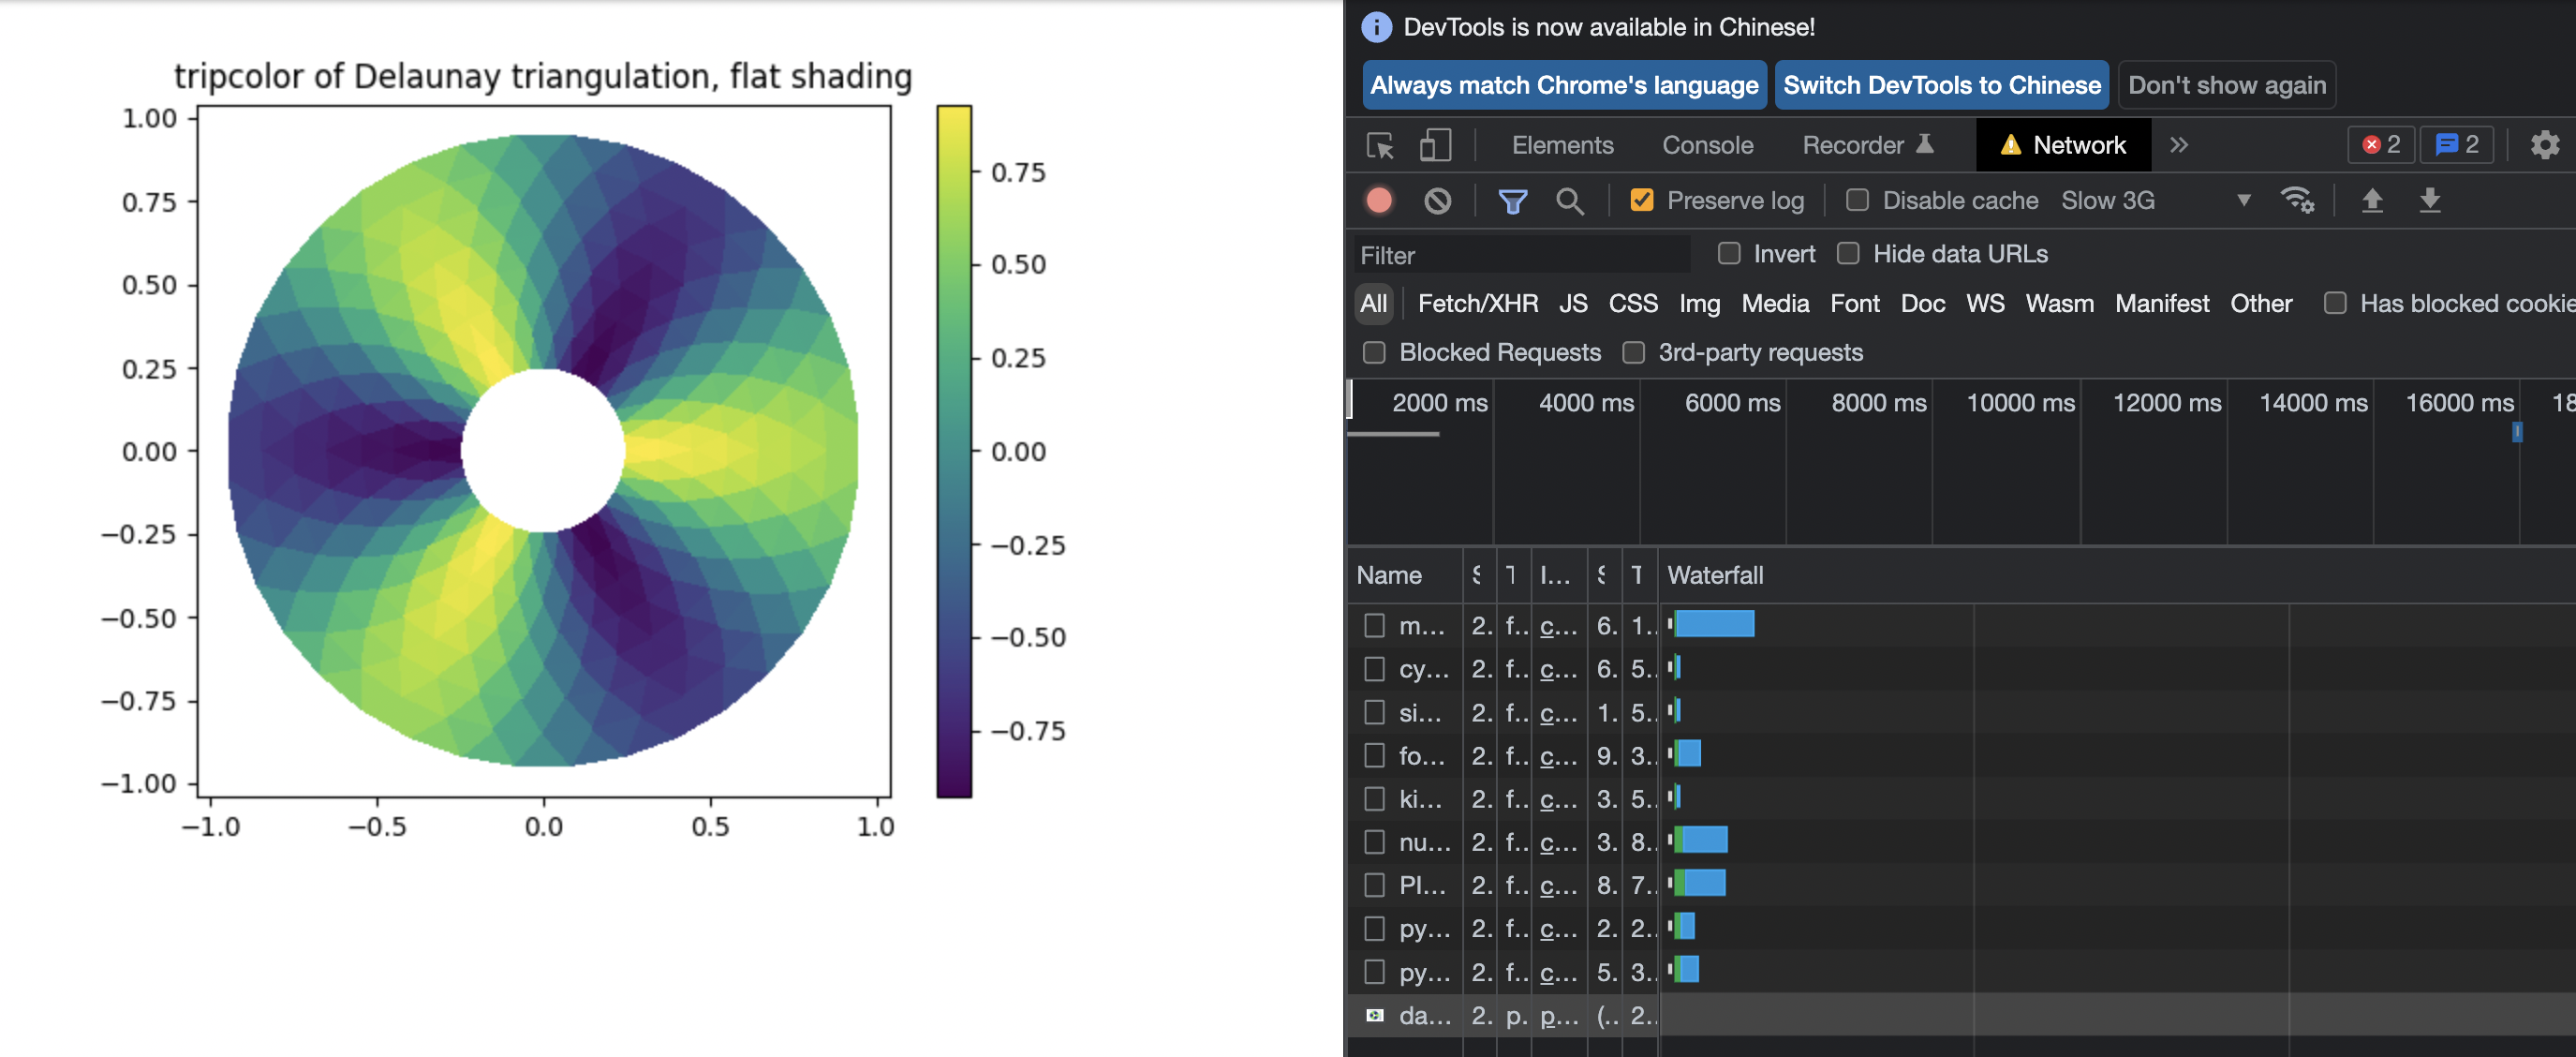 tripcolor of Delaunay triangulation, flat shading
1.00
0.75
0.50
0.25
0.00
−0.25
−0.50
−0.75
−1.00
−1.0 −0.5 0.0 0.5 1.0
0.75
0.50
0.25
0.00
−0.25
−0.50
−0.75
DevTools is now available in Chinese!
Always match Chrome's language Switch DevTools to Chinese Don't show again
Elements Console Recorder Network 2 2
Preserve log Disable cache Slow 3G
Filter Invert Hide data URLs
All Fetch/XHR JS CSS Img Media Font Doc WS Wasm Manifest Other Has blocked cookie
Blocked Requests 3rd-party requests
2000 ms 4000 ms 6000 ms 8000 ms 10000 ms 12000 ms 14000 ms 16000 ms 18
Name S T I... S T Waterfall
m... 2. f.. c... 6. 1..
cy... 2. f.. c... 6. 5..
si... 2. f.. c... 1. 5..
fo... 2. f.. c... 9. 3..
ki... 2. f.. c... 3. 5..
nu... 2. f.. c... 3. 8..
Pl... 2. f.. c... 8. 7..
py... 2. f.. c... 2. 2..
py... 2. f.. c... 5. 3..
da... 2. p. p... (.. 2..